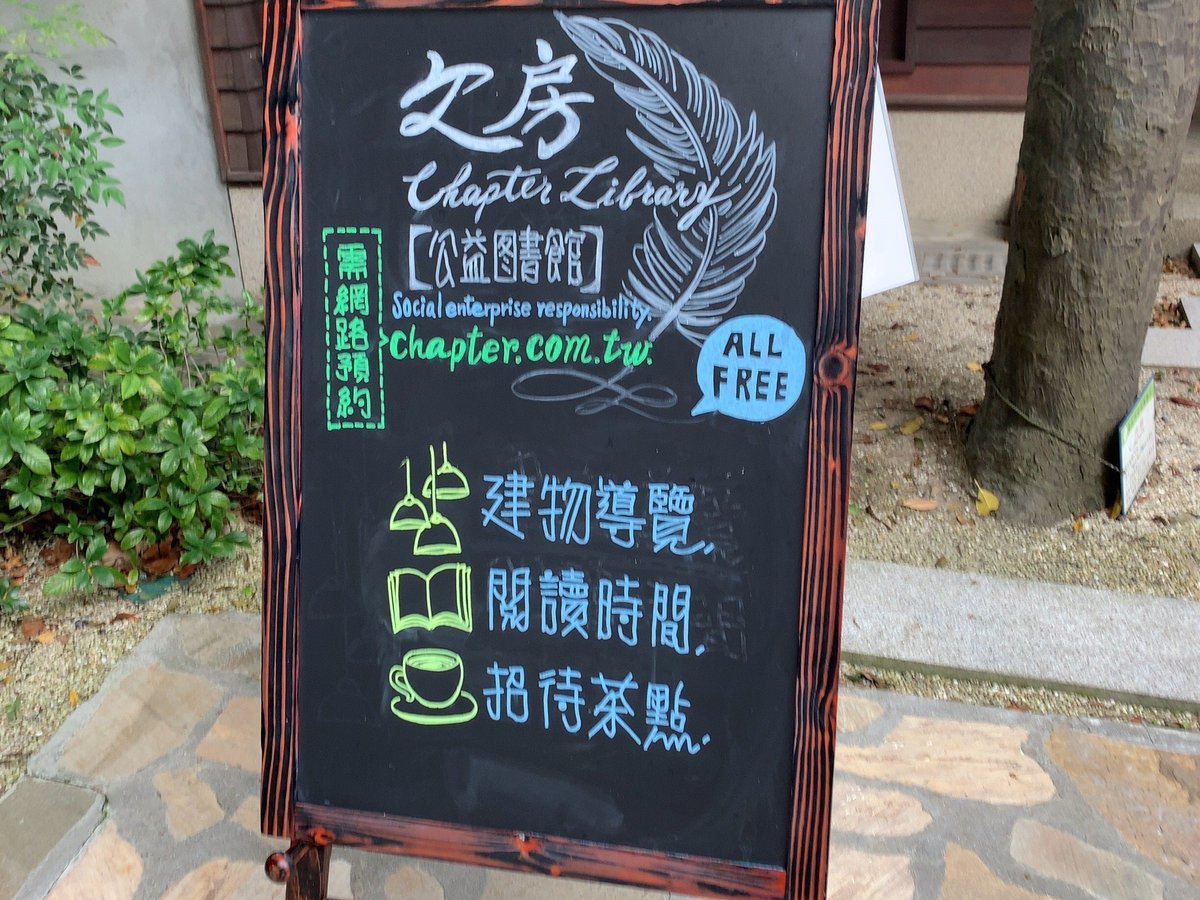 文房
Chapter Library
【公益図書館】
Social enterprise responsibility.
需網路預約
chapter.com.tw.
ALL
FREE
建物導覽,
閱讀時間,
招待茶點.